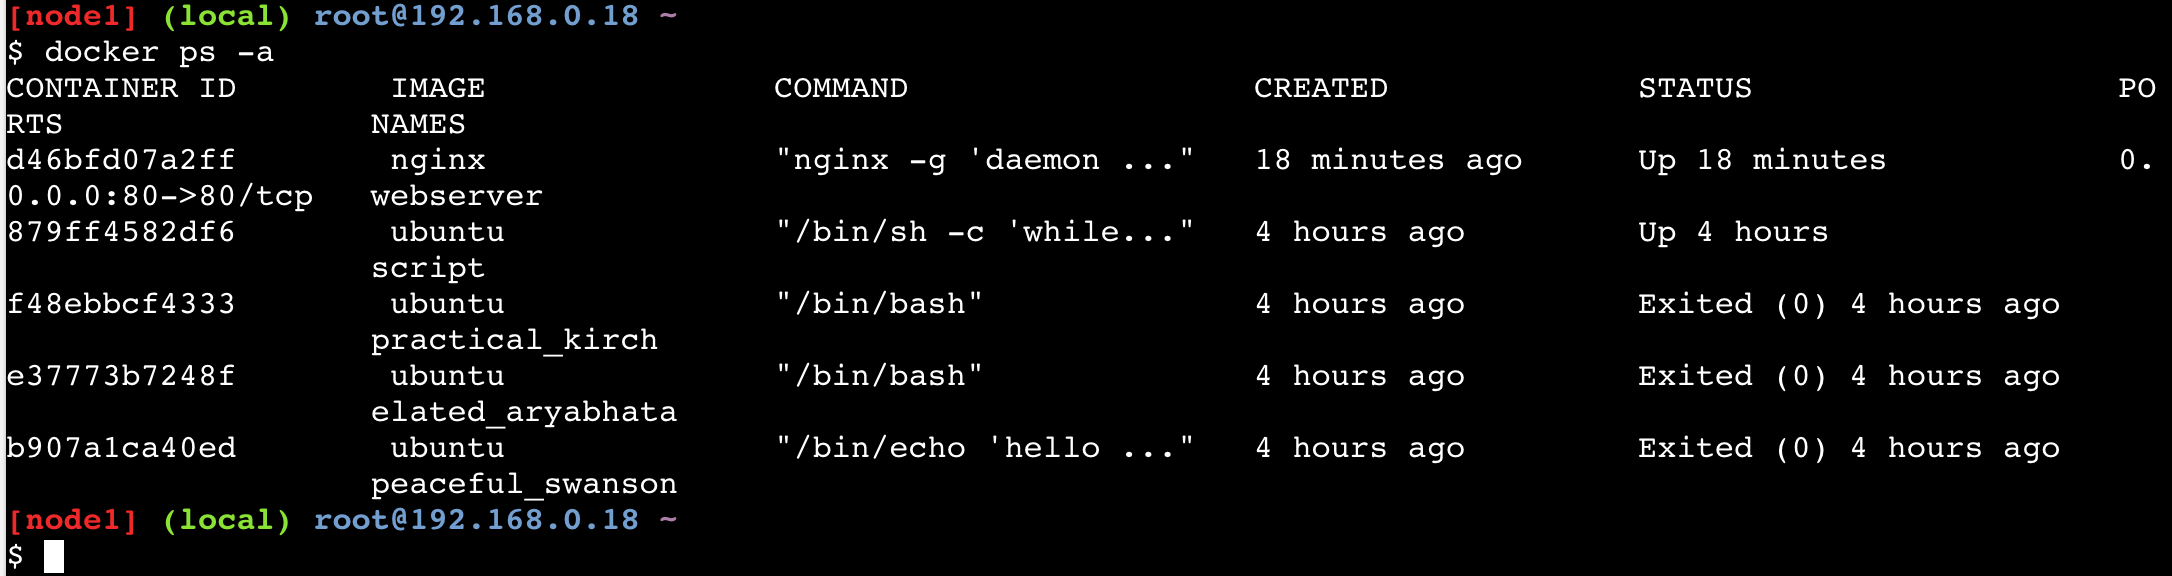 [node1] (local) root@192.168.0.18 ~
$ docker ps -a
CONTAINER ID        IMAGE               COMMAND                  CREATED             STATUS                   PO
RTS                NAMES
d46bfd07a2ff        nginx               "nginx -g 'daemon ..."   18 minutes ago      Up 18 minutes            0.
0.0.0:80->80/tcp   webserver
879ff4582df6        ubuntu              "/bin/sh -c 'while..."   4 hours ago         Up 4 hours
                   script
f48ebbcf4333        ubuntu              "/bin/bash"              4 hours ago         Exited (0) 4 hours ago
                   practical_kirch
e37773b7248f        ubuntu              "/bin/bash"              4 hours ago         Exited (0) 4 hours ago
                   elated_aryabhata
b907a1ca40ed        ubuntu              "/bin/echo 'hello ..."   4 hours ago         Exited (0) 4 hours ago
                   peaceful_swanson
[node1] (local) root@192.168.0.18 ~
$